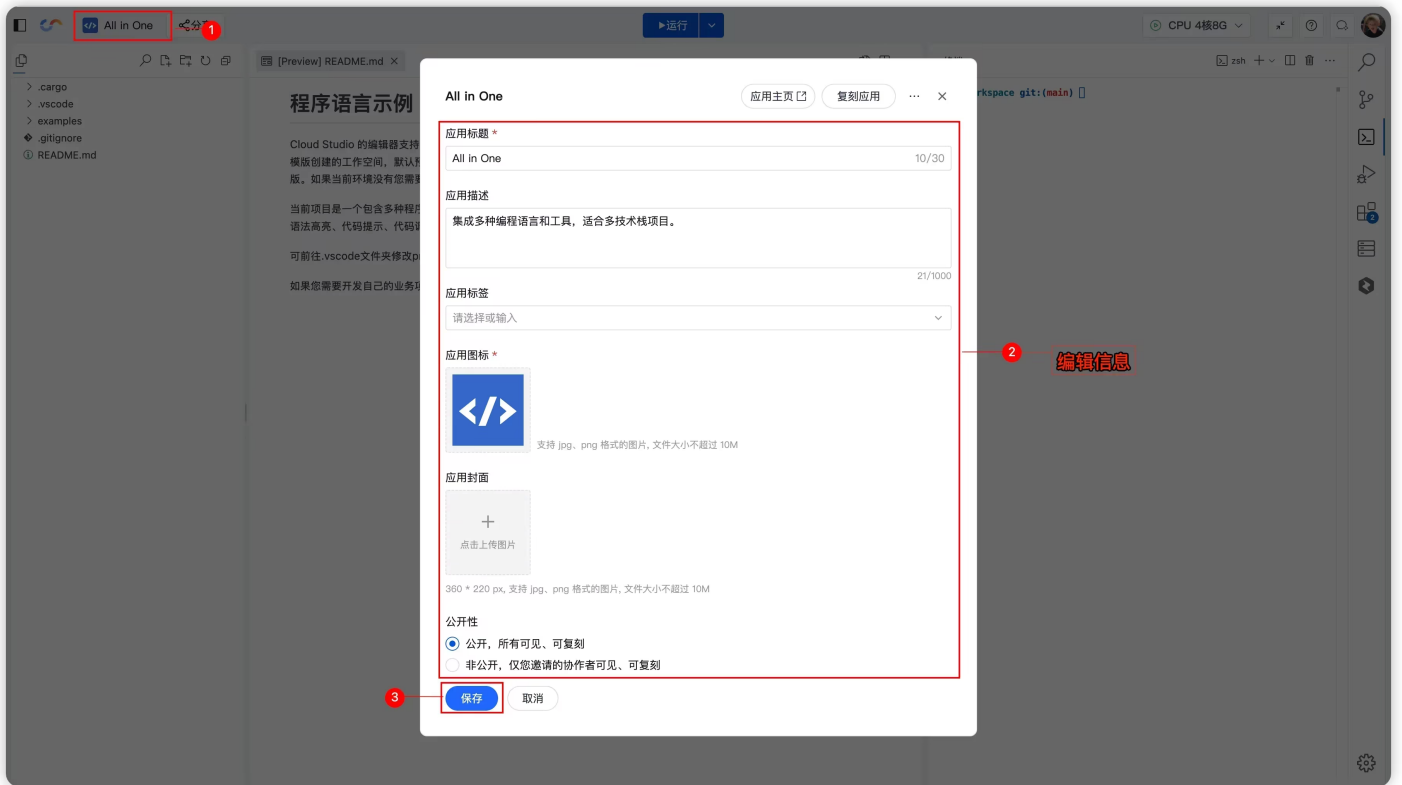 All in One
分
1
▶运行
CPU 4核8G
[Preview] README.md
zsh
.cargo
.vscode
examples
.gitignore
README.md
程序语言示例
Cloud Studio 的编辑器支持
模版创建的工作空间，默认
版。如果当前环境没有您需要
当前项目是一个包含多种程序
语法高亮、代码提示、代码
可前往.vscode文件夹修改p
如果您需要开发自己的业务
rkspace git:(main)
2
All in One
应用主页
复刻应用
应用标题 *
All in One
10/30
应用描述
集成多种编程语言和工具，适合多技术栈项目。
21/1000
应用标签
请选择或输入
2
编辑信息
应用图标 *
</>
支持 jpg、png 格式的图片, 文件大小不超过 10M
应用封面
点击上传图片
360 * 220 px, 支持 jpg、png 格式的图片, 文件大小不超过 10M
公开性
公开，所有可见、可复刻
非公开，仅您邀请的协作者可见、可复刻
3
保存
取消